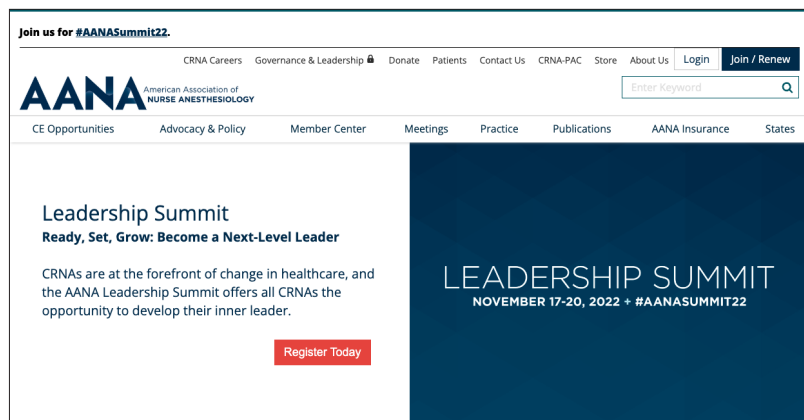 Join us for #AANASummit22.
CRNA Careers Governance & Leadership Donate Patients Contact Us CRNA-PAC Store About Us Login Join / Renew
AANA American Association of
NURSE ANESTHESIOLOGY
Enter Keyword
CE Opportunities Advocacy & Policy Member Center Meetings Practice Publications AANA Insurance States
Leadership Summit
Ready, Set, Grow: Become a Next-Level Leader
CRNAs are at the forefront of change in healthcare, and
the AANA Leadership Summit offers all CRNAs the
opportunity to develop their inner leader.
Register Today
LEADERSHIP SUMMIT
NOVEMBER 17-20, 2022 + #AANASUMMIT22